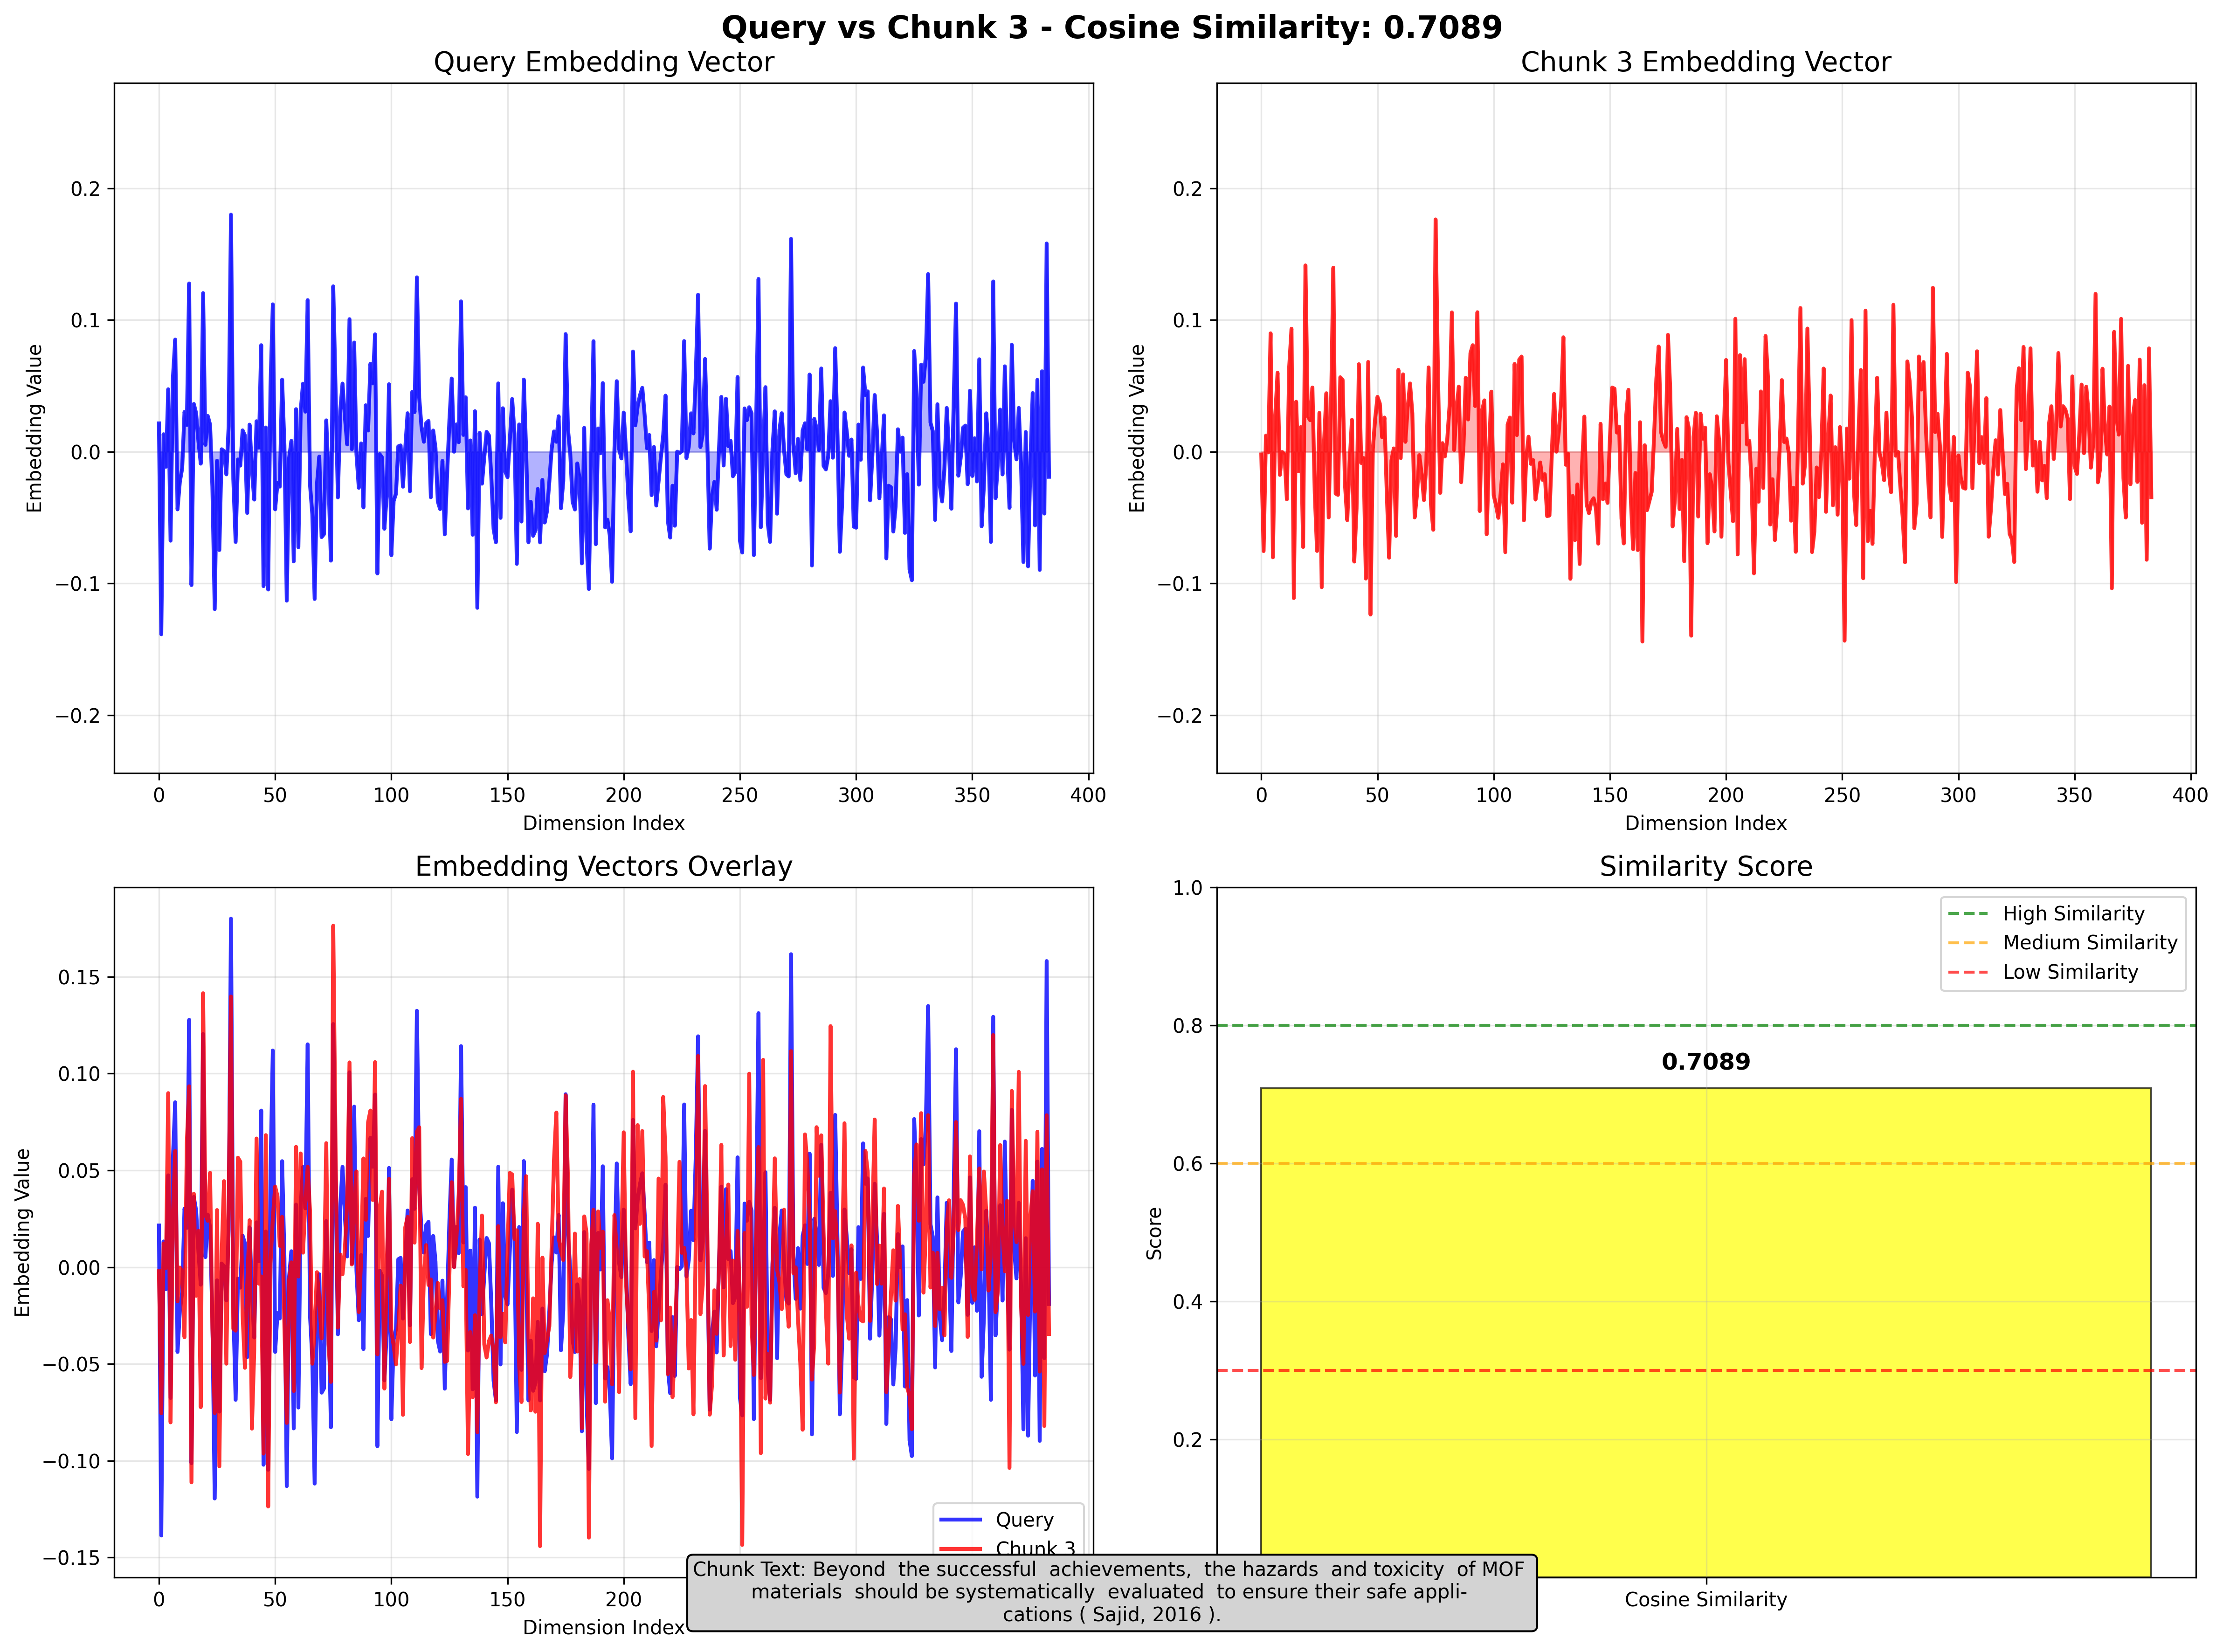 Query vs Chunk 3 - Cosine Similarity: 0.7089
Query Embedding Vector
Embedding Value
0.2
0.1
0.0
−0.1
−0.2
0 50 100 150 200 250 300 350 400
Dimension Index
Chunk 3 Embedding Vector
Embedding Value
0.2
0.1
0.0
−0.1
−0.2
0 50 100 150 200 250 300 350 400
Dimension Index
Embedding Vectors Overlay
Embedding Value
0.15
0.10
0.05
0.00
−0.05
−0.10
−0.15
Query
Chunk 3
0 50 100 150 200
Dimension Index
Similarity Score
Score
1.0
0.8
0.6
0.4
0.2
High Similarity
Medium Similarity
Low Similarity
0.7089
Cosine Similarity
Chunk Text: Beyond  the successful  achievements,  the hazards  and toxicity  of MOF
materials  should be systematically  evaluated  to ensure their safe appli-
cations ( Sajid, 2016 ).